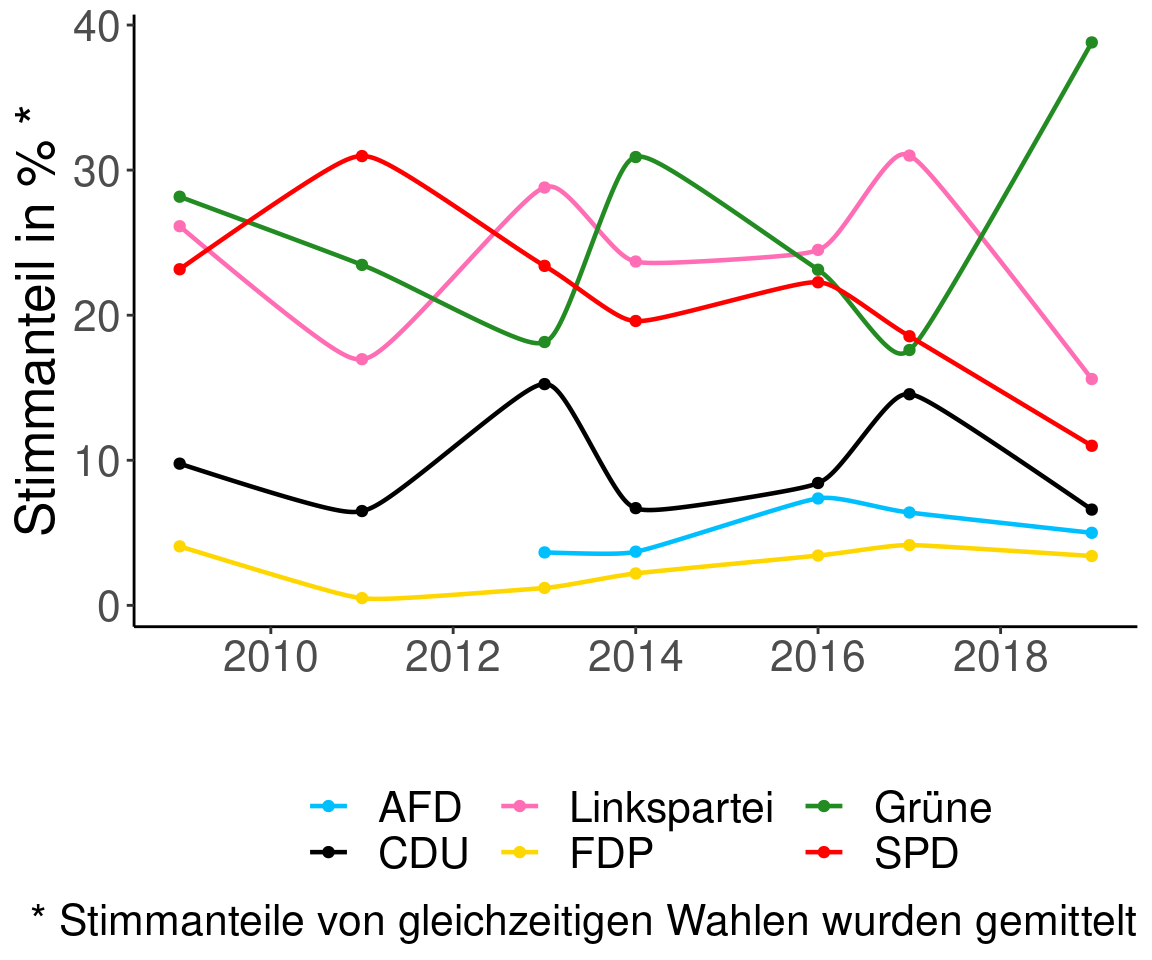 40
30
20
10
0
Stimmanteil in % *
2010 2012 2014 2016 2018
AFD Linkspartei Grüne
CDU FDP SPD
* Stimmanteile von gleichzeitigen Wahlen wurden gemittelt